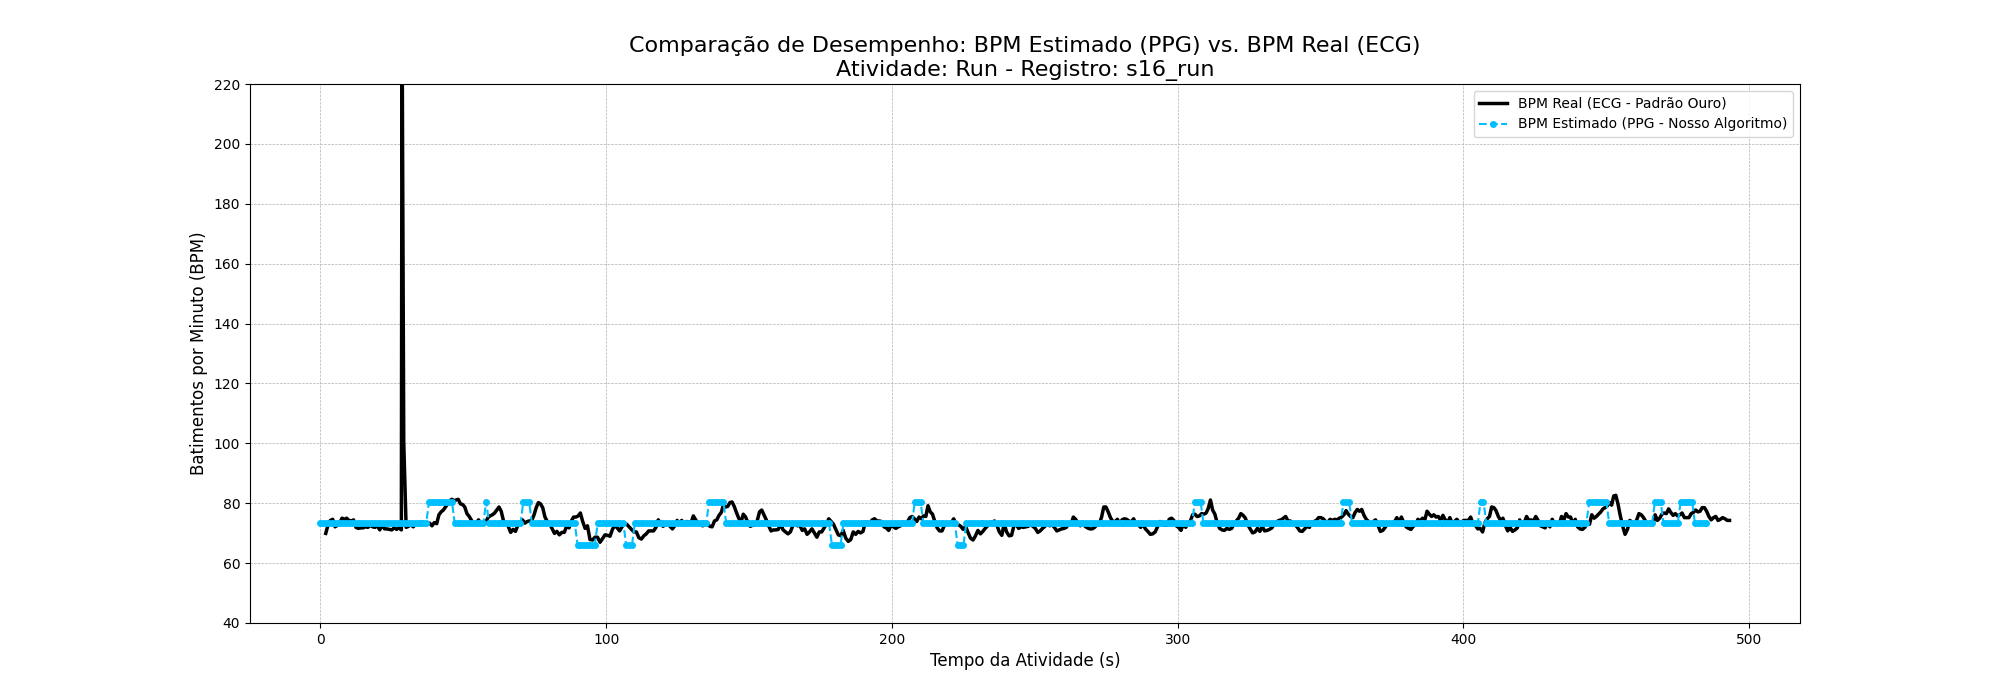 Comparação de Desempenho: BPM Estimado (PPG) vs. BPM Real (ECG)
Atividade: Run - Registro: s16_run
BPM Real (ECG - Padrão Ouro)
BPM Estimado (PPG - Nosso Algoritmo)
Batimentos por Minuto (BPM)
220
200
180
160
140
120
100
80
60
40
0
100
200
300
400
500
Tempo da Atividade (s)